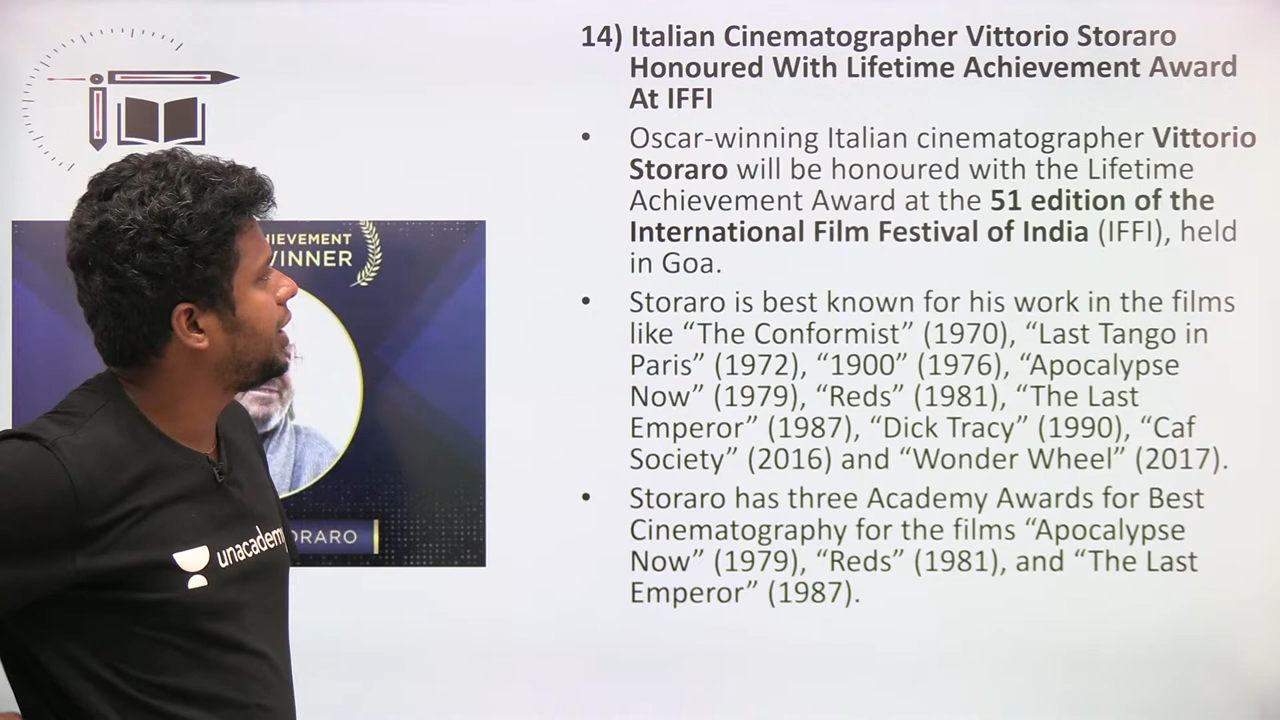 14) Italian Cinematographer Vittorio Storaro
Honoured With Lifetime Achievement Award
At IFFI
• Oscar-winning Italian cinematographer Vittorio
Storaro will be honoured with the Lifetime
Achievement Award at the 51 edition of the
International Film Festival of India (IFFI), held
in Goa.
• Storaro is best known for his work in the films
like “The Conformist” (1970), “Last Tango in
Paris” (1972), “1900” (1976), “Apocalypse
Now” (1979), “Reds” (1981), “The Last
Emperor” (1987), “Dick Tracy” (1990), “Caf
Society” (2016) and “Wonder Wheel” (2017).
• Storaro has three Academy Awards for Best
Cinematography for the films “Apocalypse
Now” (1979), “Reds” (1981), and “The Last
Emperor” (1987).
HIEVEMENT
WINNER
ORARO
unacademy